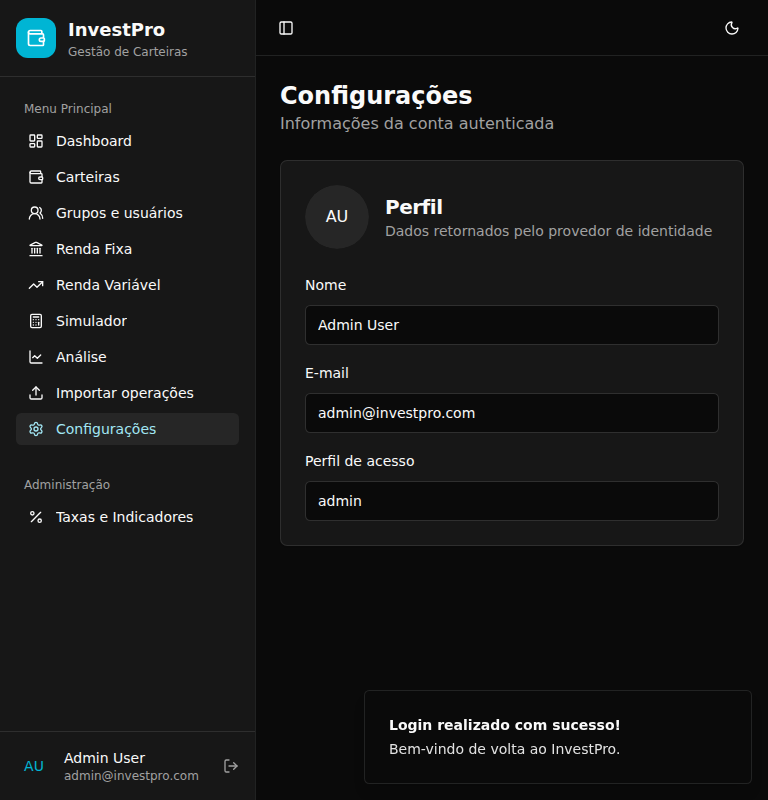 InvestPro
Gestão de Carteiras
Menu Principal
Dashboard
Carteiras
Grupos e usuários
Renda Fixa
Renda Variável
Simulador
Análise
Importar operações
Configurações
Administração
Taxas e Indicadores
AU
Admin User
admin@investpro.com
Configurações
Informações da conta autenticada
AU
Perfil
Dados retornados pelo provedor de identidade
Nome
Admin User
E-mail
admin@investpro.com
Perfil de acesso
admin
Login realizado com sucesso!
Bem-vindo de volta ao InvestPro.